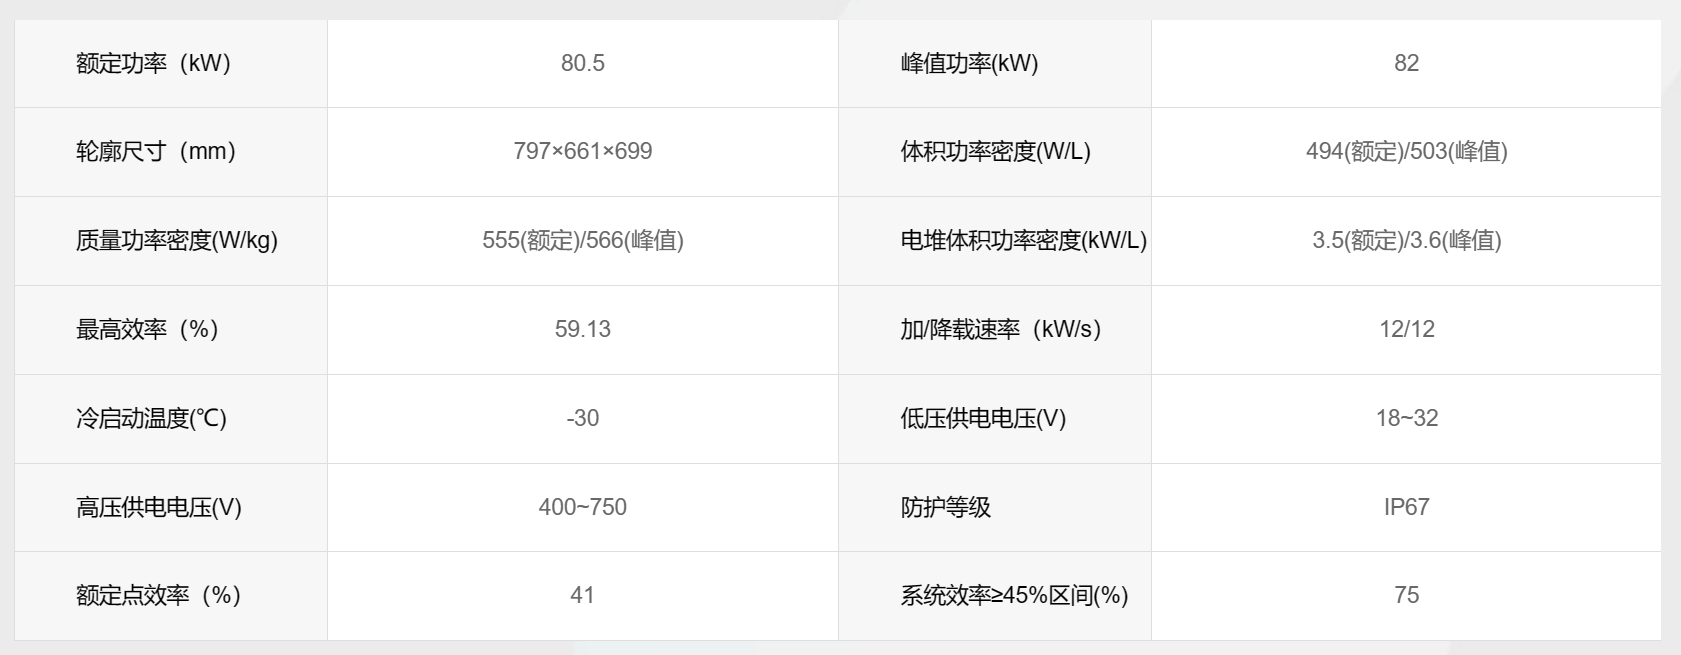 额定功率（kW） 80.5 峰值功率(kW) 82
轮廓尺寸（mm） 797×661×699 体积功率密度(W/L) 494(额定)/503(峰值)
质量功率密度(W/kg) 555(额定)/566(峰值) 电堆体积功率密度(kW/L) 3.5(额定)/3.6(峰值)
最高效率（%） 59.13 加/降载速率（kW/s） 12/12
冷启动温度(℃) -30 低压供电电压(V) 18~32
高压供电电压(V) 400~750 防护等级 IP67
额定点效率（%） 41 系统效率≥45%区间(%) 75